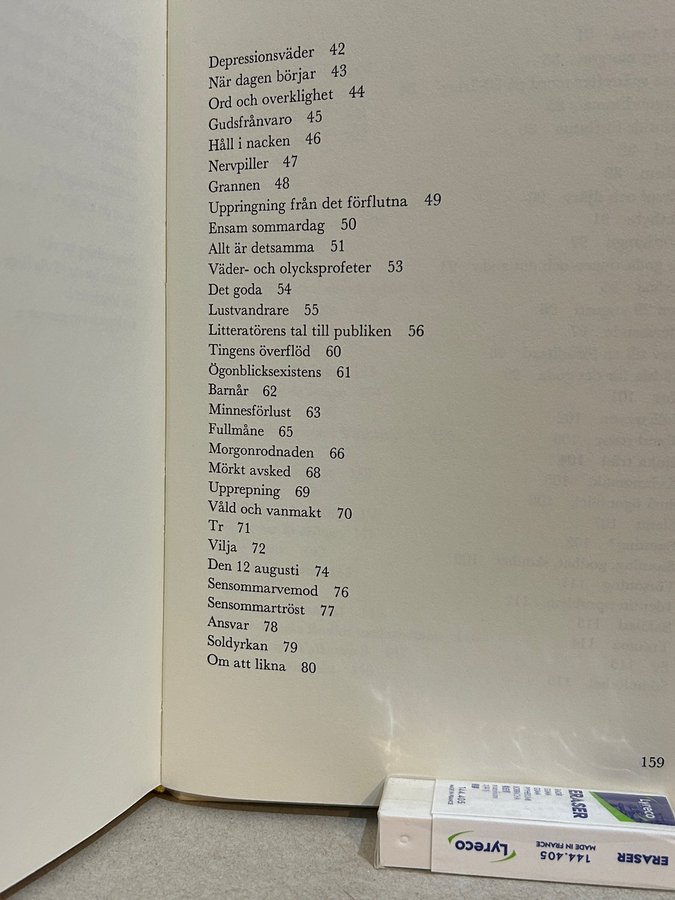 Depressionsväder 42
När dagen börjar 43
Ord och overklighet 44
Gudsfrånvaro 45
Håll i nacken 46
Nervpiller 47
Grannen 48
Uppringning från det förflutna 49
Ensam sommardag 50
Allt är detsamma 51
Väder- och olycksprofeter 53
Det goda 54
Lustvandrare 55
Litteratörens tal till publiken 56
Tingens överflöd 60
Ögonblicksexistens 61
Barnår 62
Minnesförlust 63
Fullmåne 65
Morgonrodnaden 66
Mörkt avsked 68
Upprepning 69
Våld och vanmakt 70
Tr 71
Vilja 72
Den 12 augusti 74
Sensommarvemod 76
Sensommartröst 77
Ansvar 78
Soldyrkan 79
Om att likna 80
159
144.405
ERASER
Lyreco
Lyreco
144.405
MADE IN FRANCE
ERASER